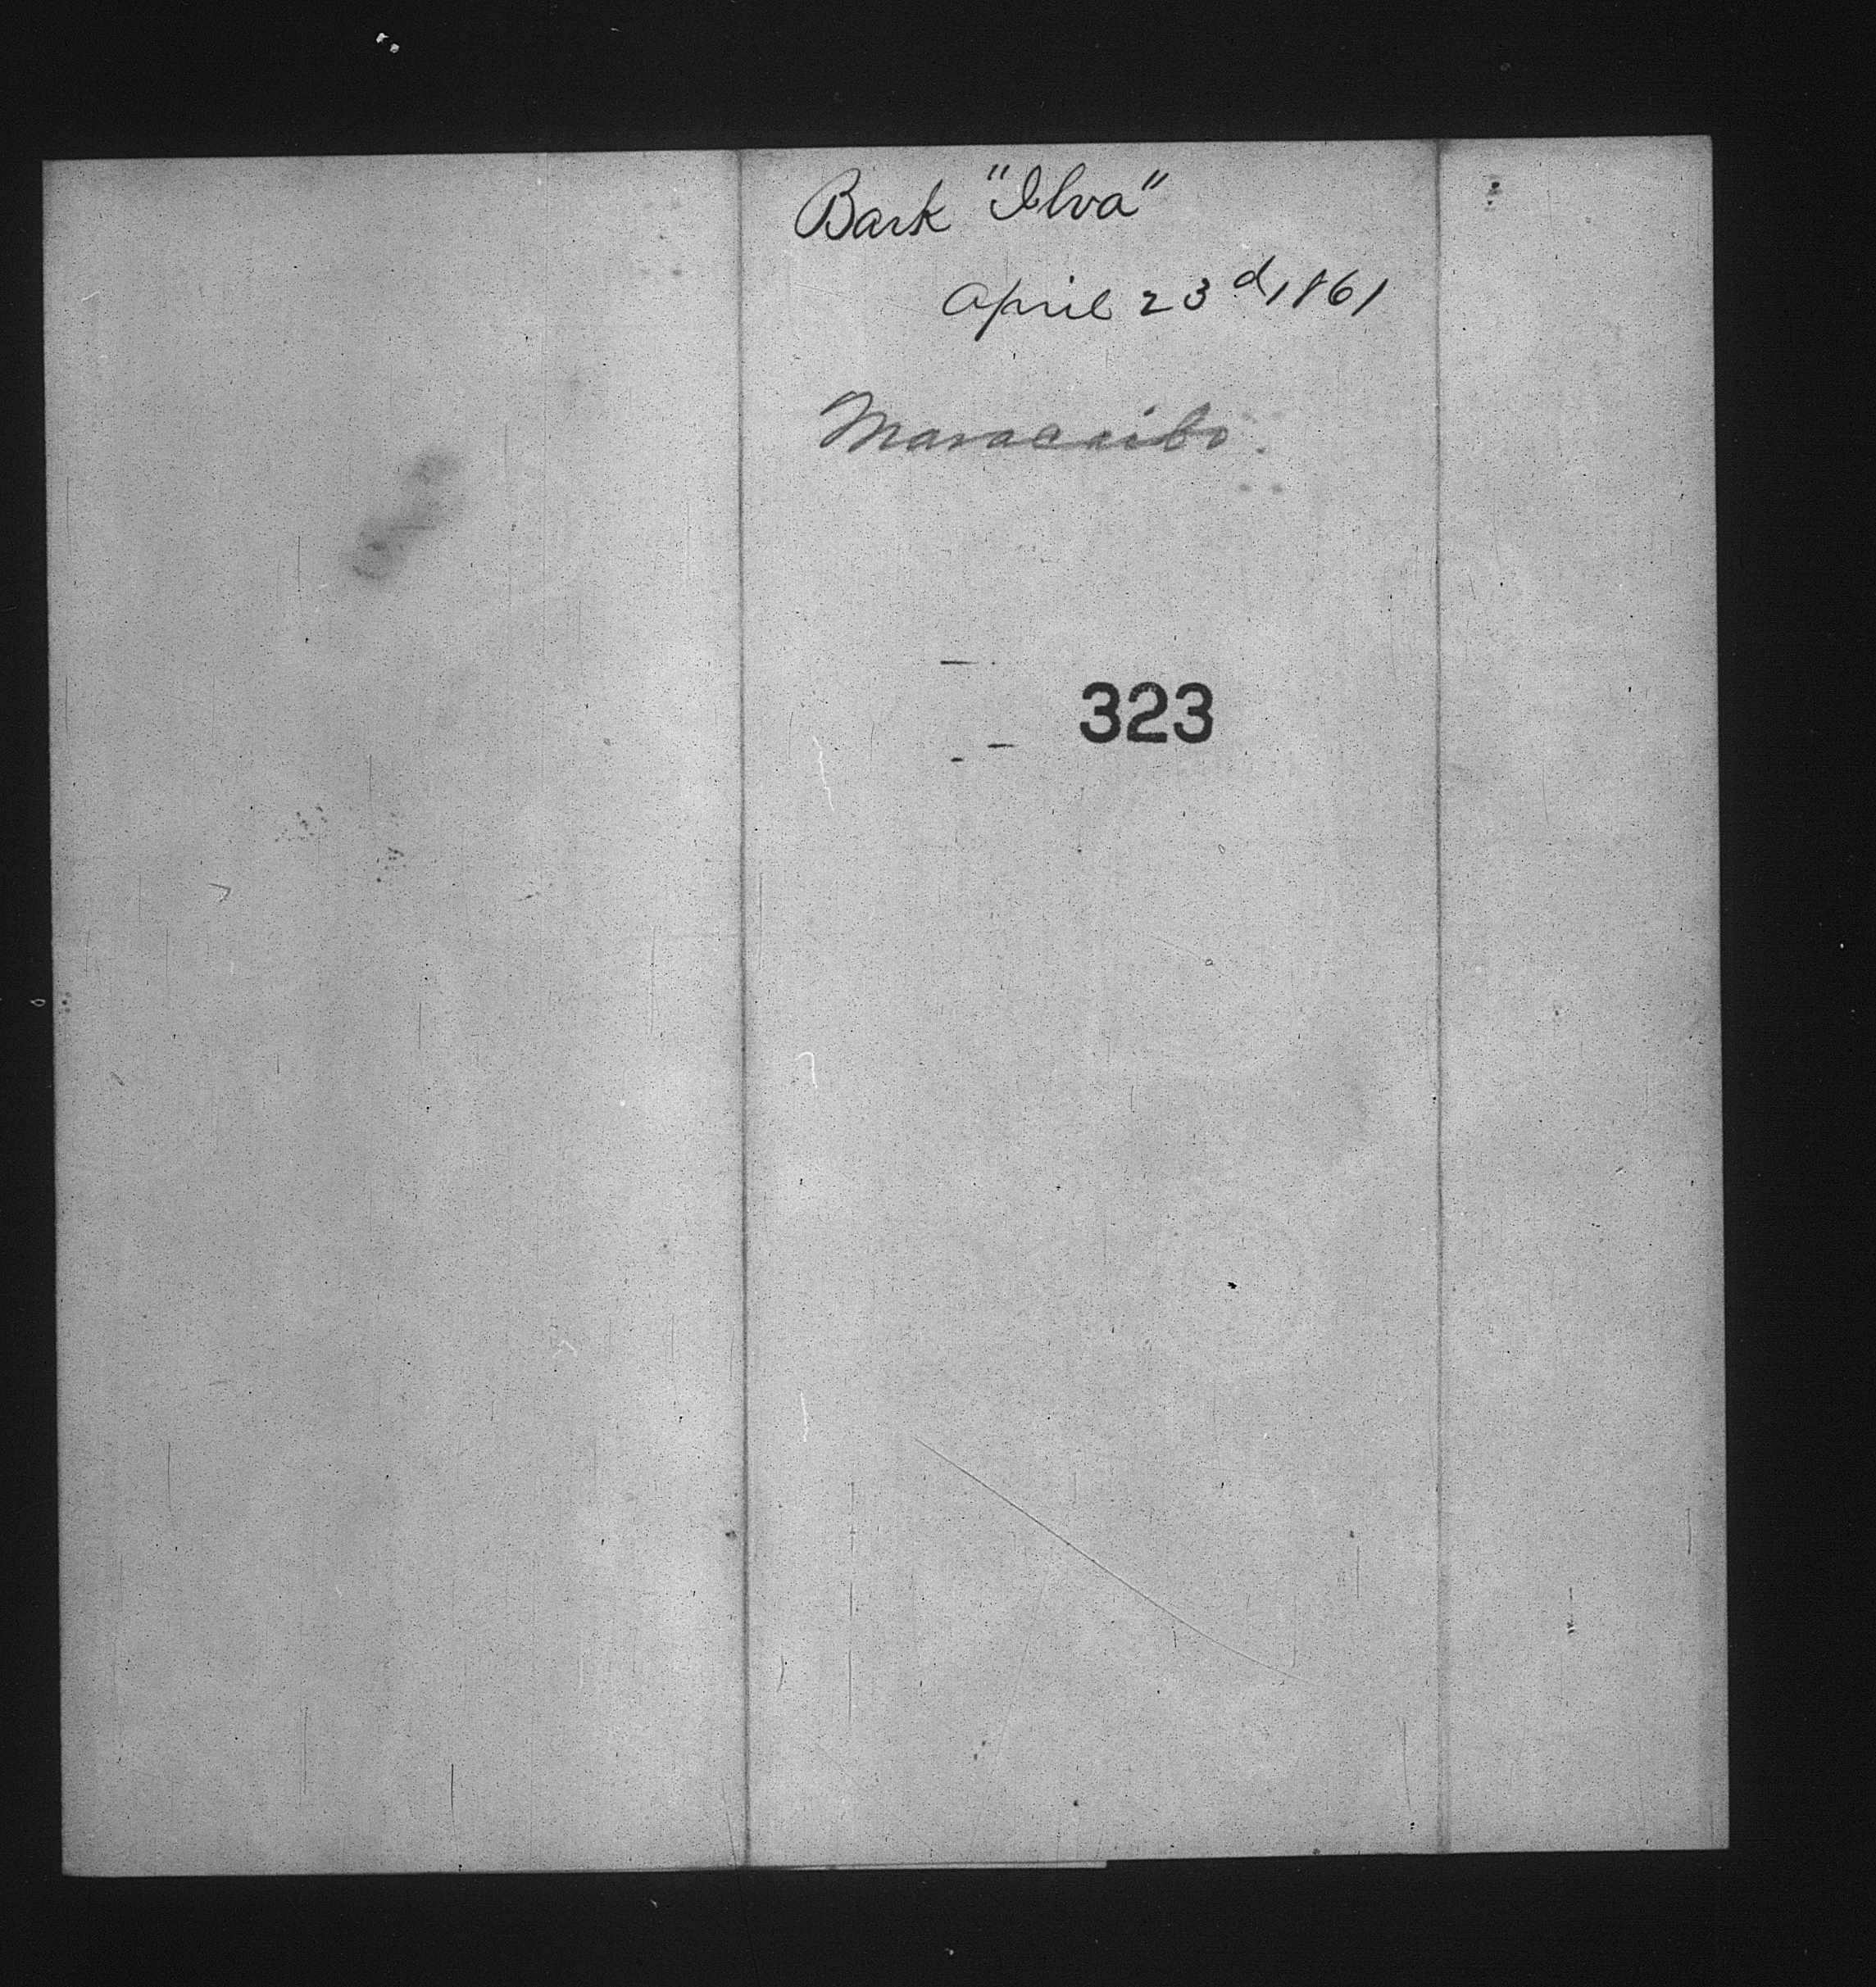 Bark "Ilva"
April 23d, 1861
Maracaibo.
323